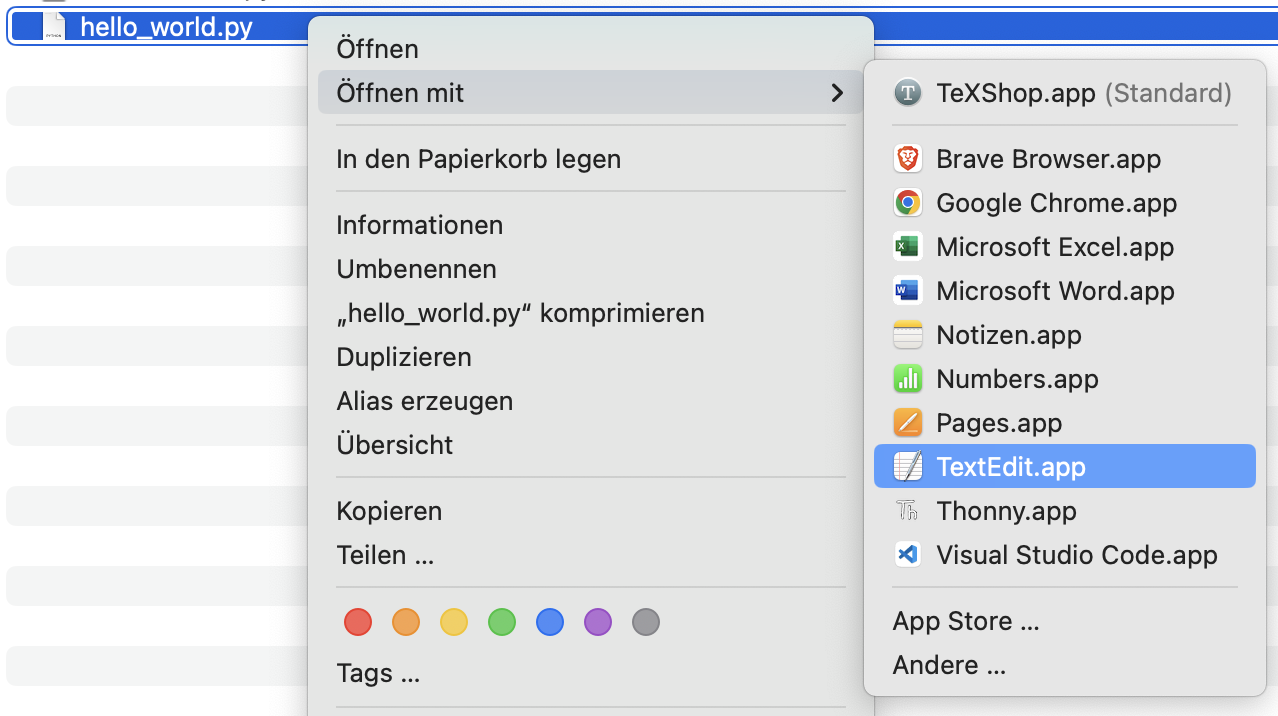 hello_world.py
Öffnen
Öffnen mit
In den Papierkorb legen
Informationen
Umbenennen
„hello_world.py“ komprimieren
Duplizieren
Alias erzeugen
Übersicht
Kopieren
Teilen ...
Tags ...
TeXShop.app (Standard)
Brave Browser.app
Google Chrome.app
Microsoft Excel.app
Microsoft Word.app
Notizen.app
Numbers.app
Pages.app
TextEdit.app
Thonny.app
Visual Studio Code.app
App Store ...
Andere ...